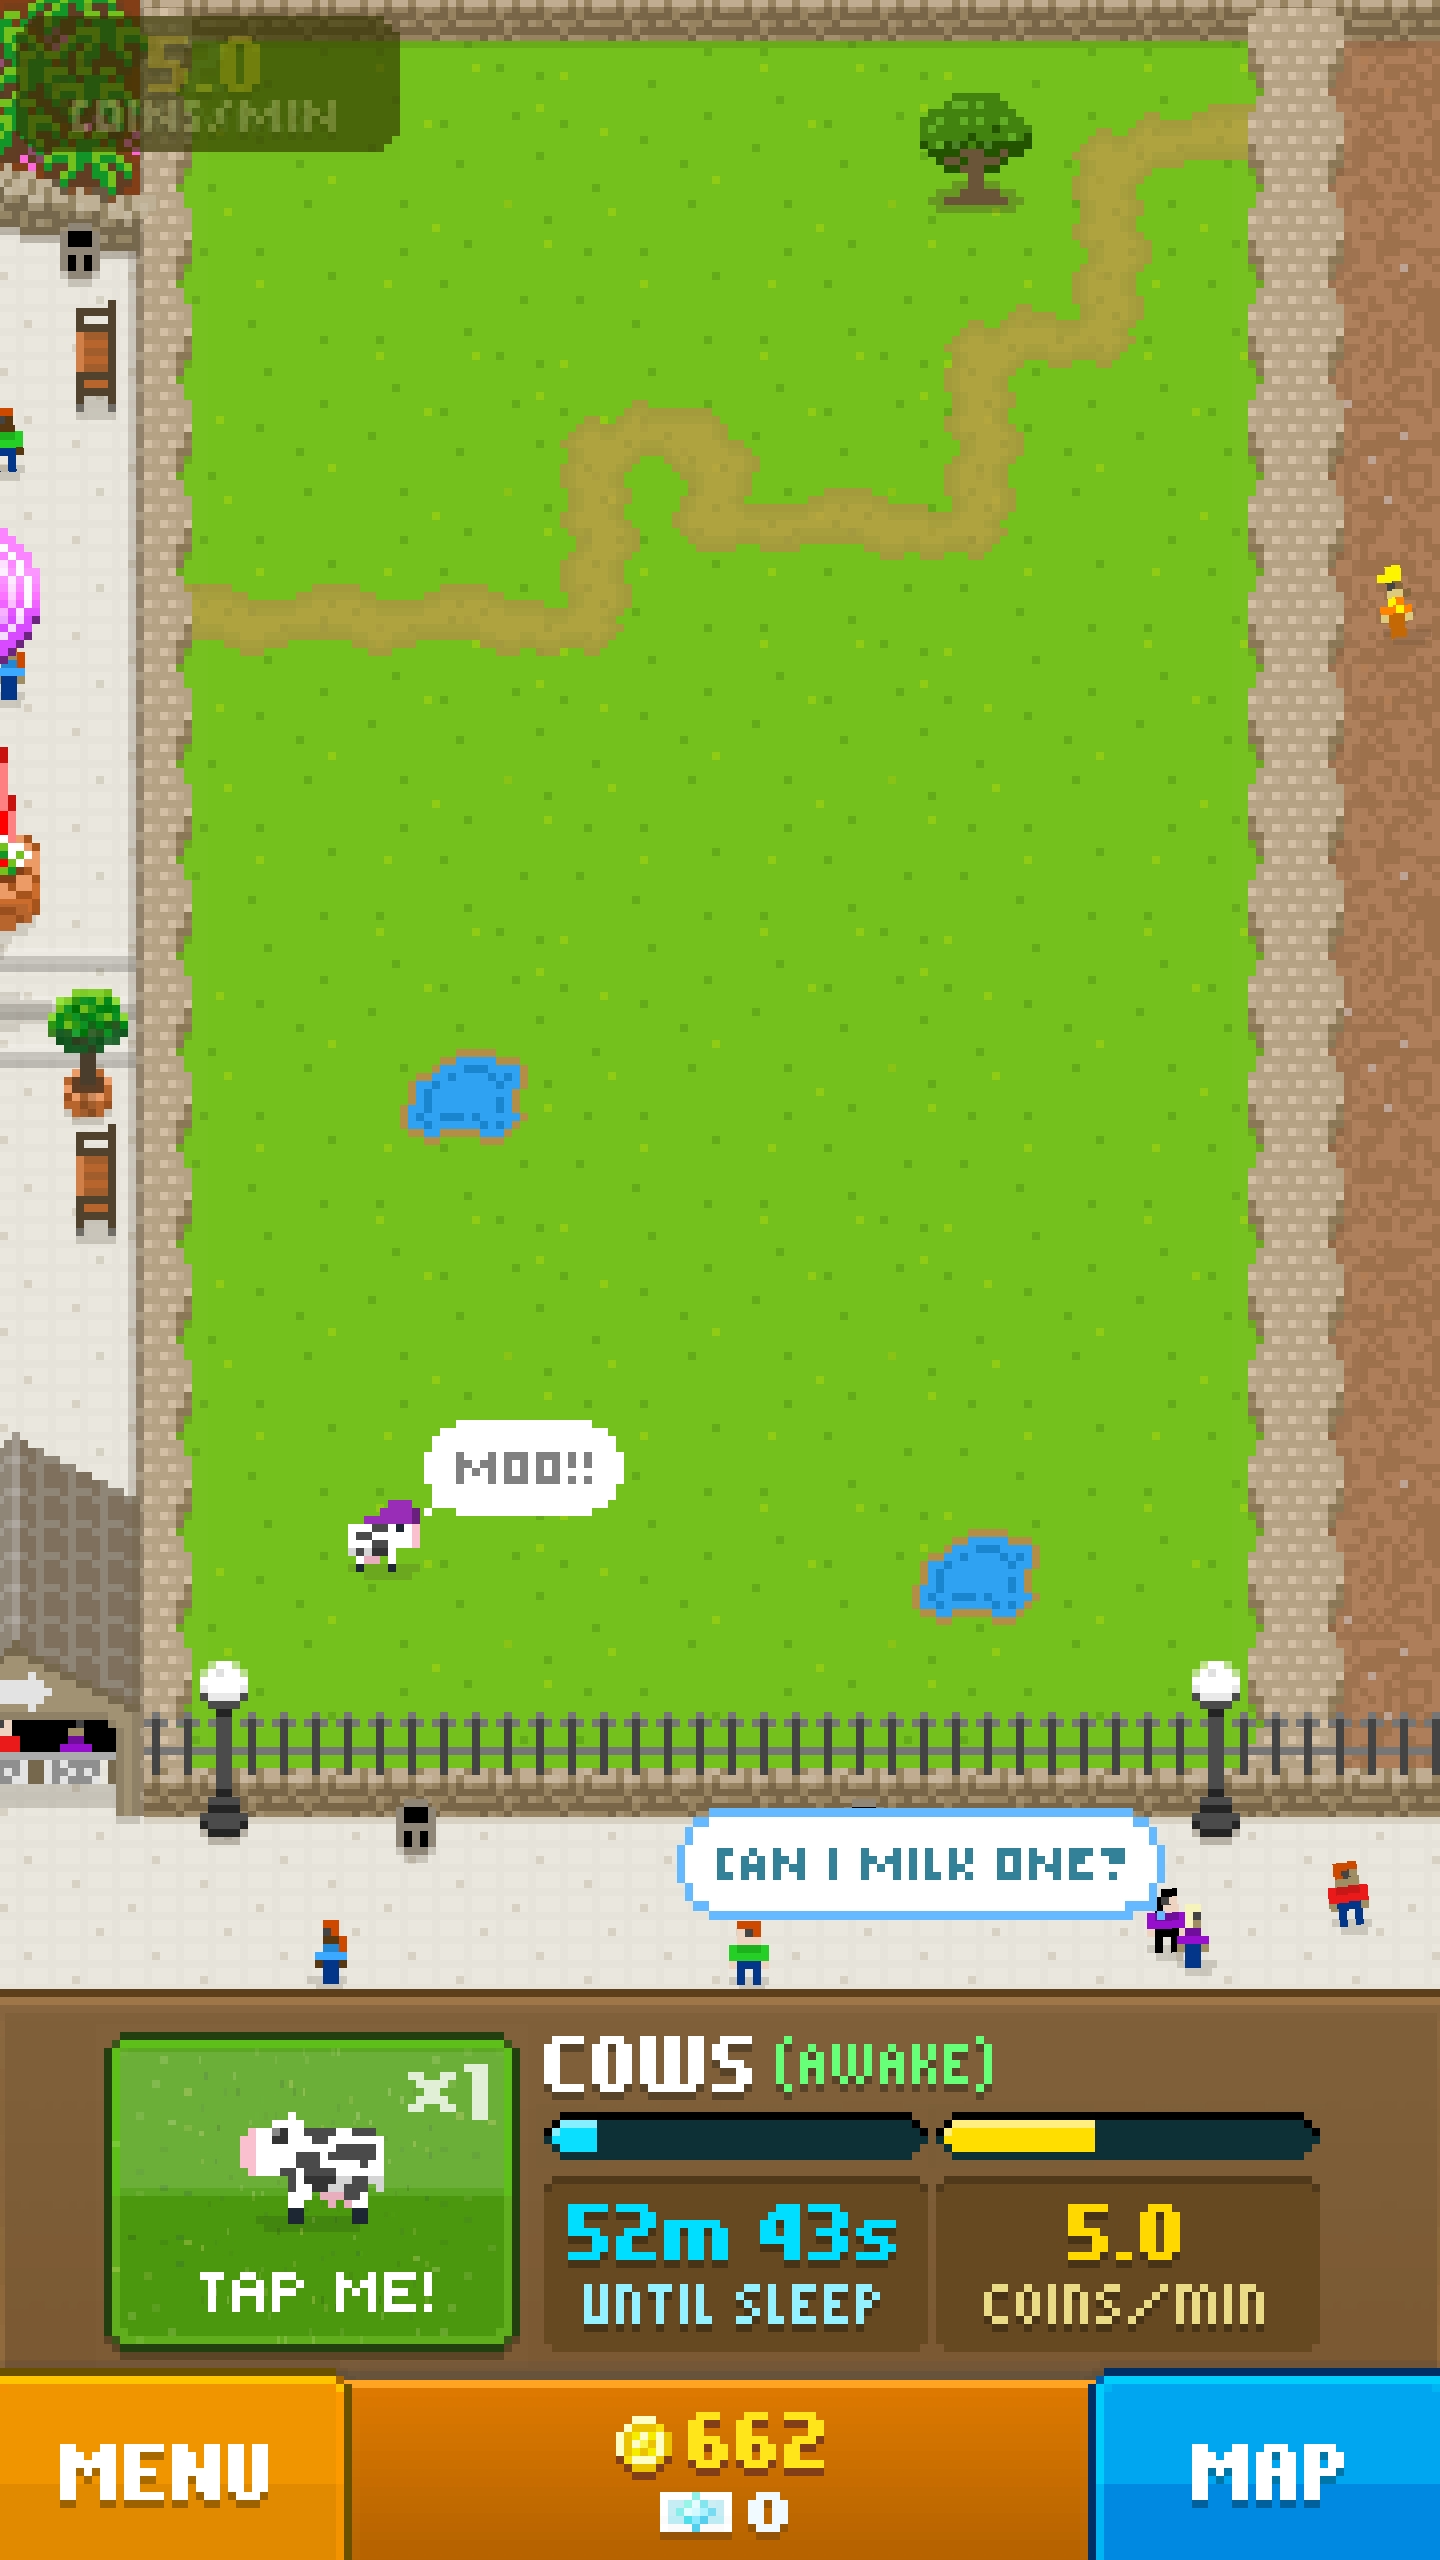 5.0
COINS/MIN
MOO!!
CAN I MILK ONE?
x1
TAP ME!
COWS (AWAKE)
52m 43s
UNTIL SLEEP
5.0
COINS/MIN
MENU
662
0
MAP